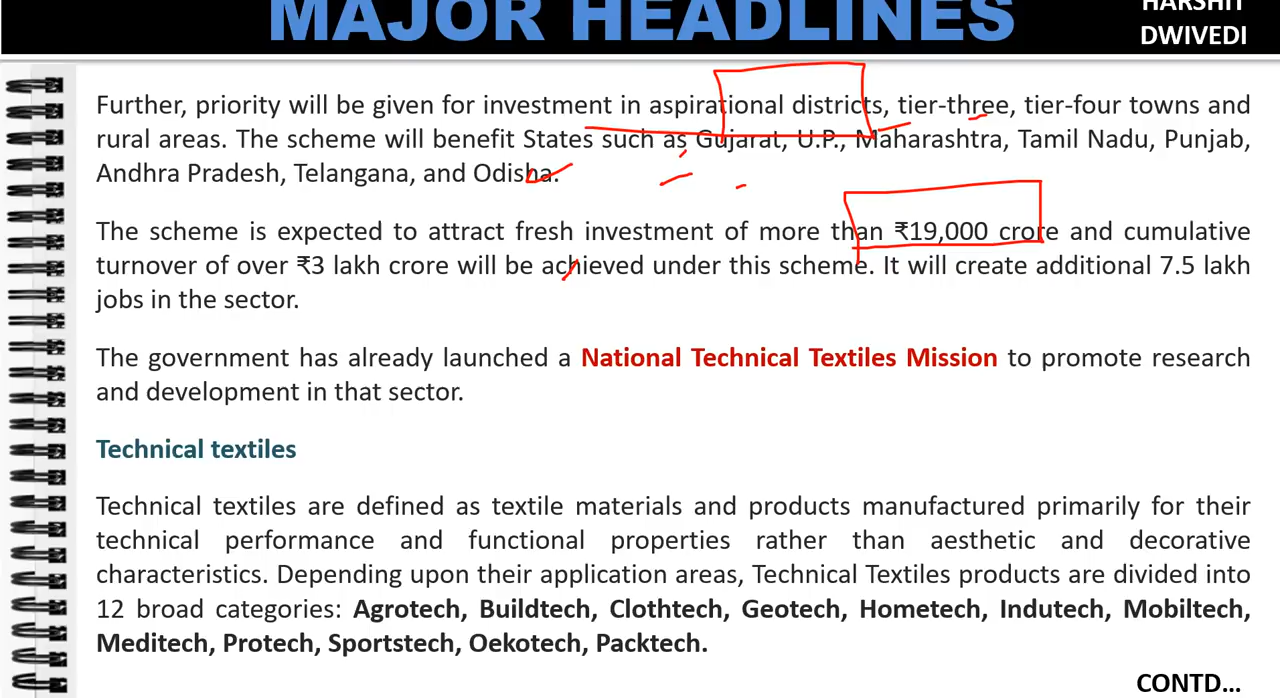 MAJOR HEADLINES
HARSHIT
DWIVEDI
Further, priority will be given for investment in aspirational districts, tier-three, tier-four towns and
rural areas. The scheme will benefit States such as Gujarat, U.P., Maharashtra, Tamil Nadu, Punjab,
Andhra Pradesh, Telangana, and Odisha.
The scheme is expected to attract fresh investment of more than ₹19,000 crore and cumulative
turnover of over ₹3 lakh crore will be achieved under this scheme. It will create additional 7.5 lakh
jobs in the sector.
The government has already launched a National Technical Textiles Mission to promote research
and development in that sector.
Technical textiles
Technical textiles are defined as textile materials and products manufactured primarily for their
technical performance and functional properties rather than aesthetic and decorative
characteristics. Depending upon their application areas, Technical Textiles products are divided into
12 broad categories: Agrotech, Buildtech, Clothtech, Geotech, Hometech, Indutech, Mobiltech,
Meditech, Protech, Sportstech, Oekotech, Packtech.
CONTD...